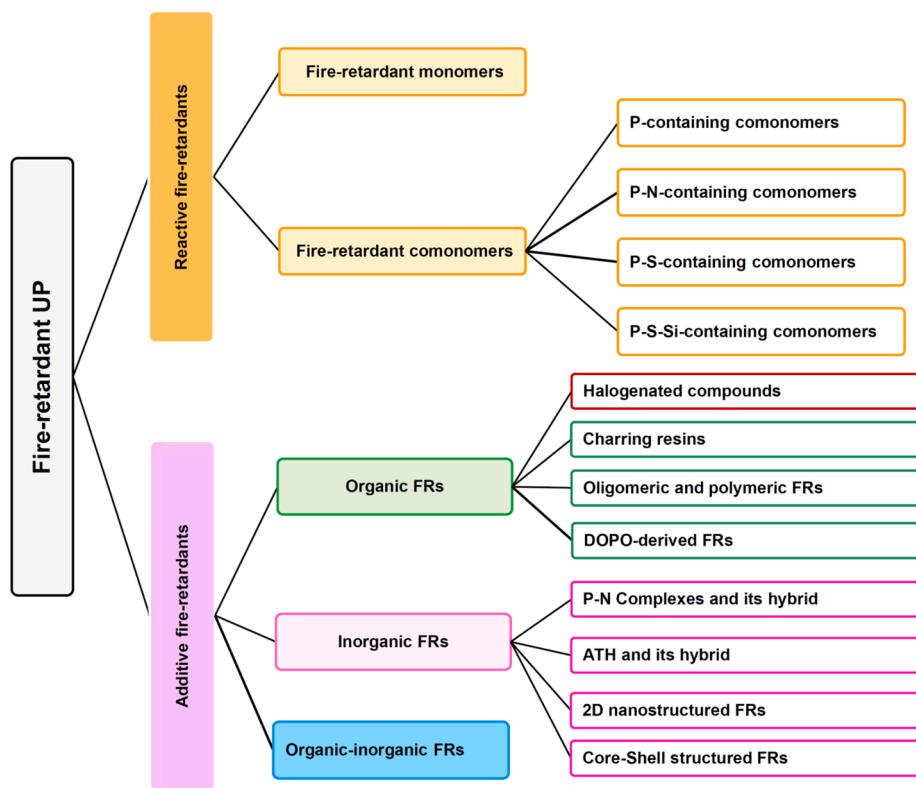 Fire-retardant UP
Reactive fire-retardants
Fire-retardant monomers
Fire-retardant comonomers
P-containing comonomers
P-N-containing comonomers
P-S-containing comonomers
P-S-Si-containing comonomers
Additive fire-retardants
Organic FRs
Halogenated compounds
Charring resins
Oligomeric and polymeric FRs
DOPO-derived FRs
Inorganic FRs
P-N Complexes and its hybrid
ATH and its hybrid
2D nanostructured FRs
Core-Shell structured FRs
Organic-inorganic FRs